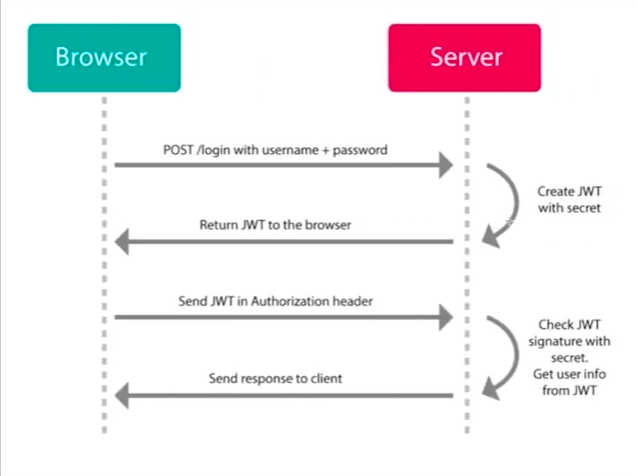 Browser
Server
POST /login with username + password
Create JWT
with secret
Return JWT to the browser
Send JWT in Authorization header
Check JWT
signature with
secret.
Get user info
from JWT
Send response to client